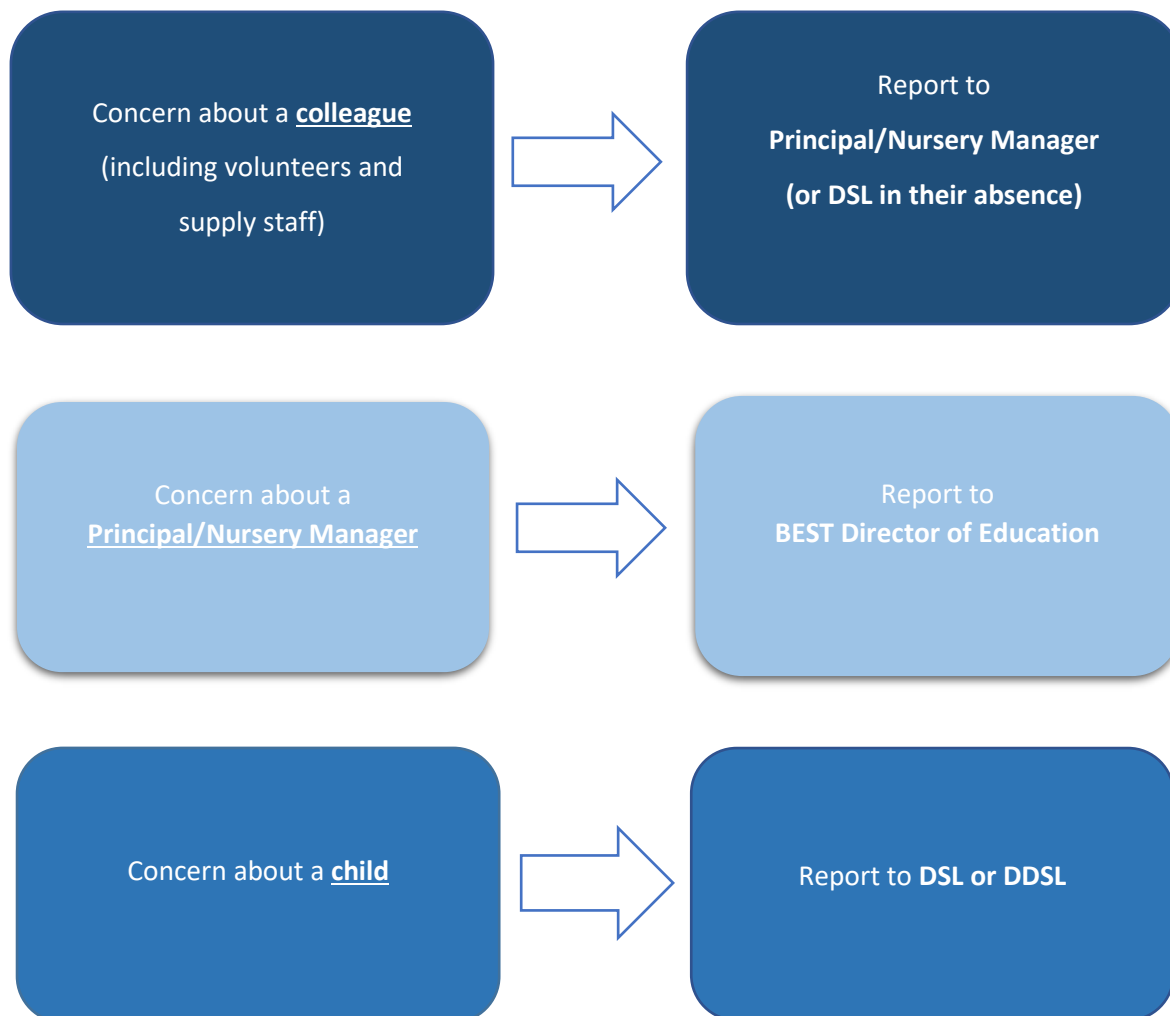 Concern about a colleague
(including volunteers and
supply staff)
Report to
Principal/Nursery Manager
(or DSL in their absence)
Concern about a
Principal/Nursery Manager
Report to
BEST Director of Education
Concern about a child
Report to DSL or DDSL